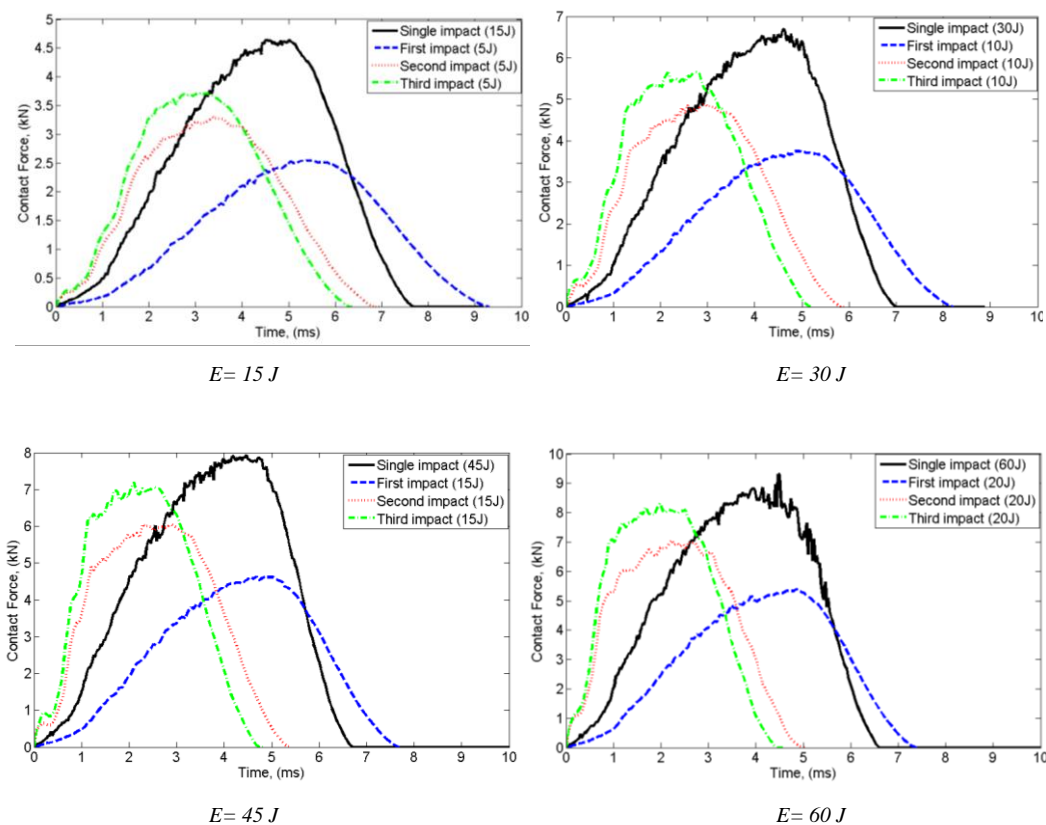 5
4.5
4
3.5
3
2.5
2
1.5
1
0.5
0
Contact Force, (kN)
Single impact (15J)
First impact (5J)
Second impact (5J)
Third impact (5J)
0 1 2 3 4 5 6 7 8 9 10
Time, (ms)
E= 15 J
7
6
5
4
3
2
1
0
Contact Force, (kN)
Single impact (30J)
First impact (10J)
Second impact (10J)
Third impact (10J)
0 1 2 3 4 5 6 7 8 9 10
Time, (ms)
E= 30 J
8
7
6
5
4
3
2
1
0
Contact Force, (kN)
Single impact (45J)
First impact (15J)
Second impact (15J)
Third impact (15J)
0 1 2 3 4 5 6 7 8 9 10
Time, (ms)
E= 45 J
10
9
8
7
6
5
4
3
2
1
0
Contact Force, (kN)
Single impact (60J)
First impact (20J)
Second impact (20J)
Third impact (20J)
0 1 2 3 4 5 6 7 8 9 10
Time, (ms)
E= 60 J